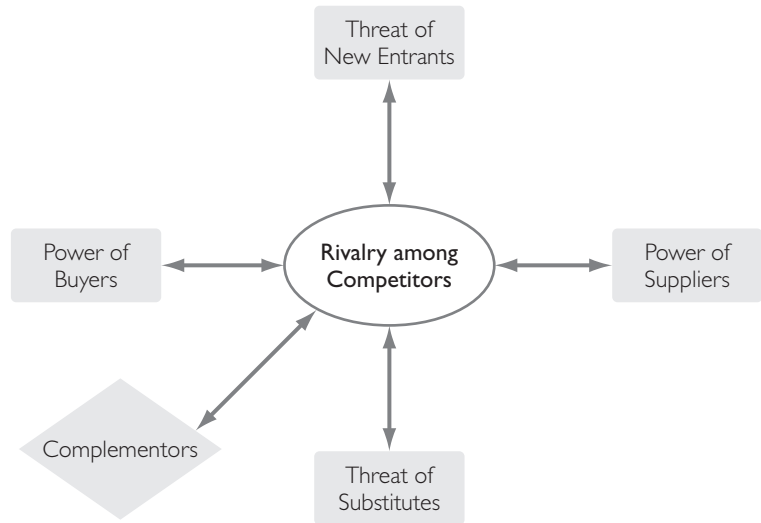 Threat of
New Entrants
Power of
Buyers
Rivalry among
Competitors
Power of
Suppliers
Complementors
Threat of
Substitutes